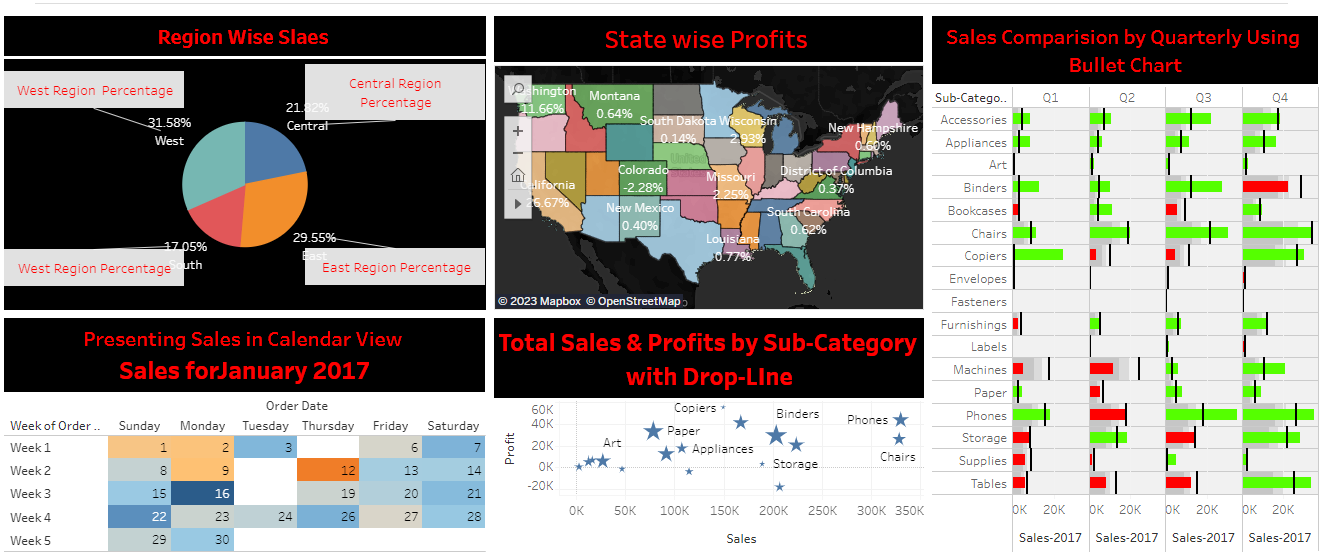 Region Wise Slaes
West Region Percentage
Central Region
Percentage
21.82%
Central
31.58%
West
17.05%
South
29.55%
East
West Region Percentage
East Region Percentage
State wise Profits
Washington
11.66%
Montana
0.64%
South Dakota
0.14%
Wisconsin
2.93%
New Hampshire
0.60%
United
Colorado
-2.28%
Missouri
2.25%
District of Columbia
0.37%
California
26.67%
New Mexico
0.40%
South Carolina
0.62%
Louisiana
0.77%
© 2023 Mapbox © OpenStreetMap
Sales Comparision by Quarterly Using
Bullet Chart
Sub-Catego.. Q1 Q2 Q3 Q4
Accessories
Appliances
Art
Binders
Bookcases
Chairs
Copiers
Envelopes
Fasteners
Furnishings
Labels
Machines
Paper
Phones
Storage
Supplies
Tables
0K 20K 0K 20K 0K 20K 0K 20K
Sales-2017 Sales-2017 Sales-2017 Sales-2017
Presenting Sales in Calendar View
Sales forJanuary 2017
Order Date
Week of Order .. Sunday Monday Tuesday Thursday Friday Saturday
Week 1 1 2 3 6 7
Week 2 8 9 12 13 14
Week 3 15 16 19 20 21
Week 4 22 23 24 26 27 28
Week 5 29 30
Total Sales & Profits by Sub-Category
with Drop-LIne
Profit
60K
40K
20K
0K
-20K
Copiers
Binders
Phones
Paper
Art
Appliances
Chairs
Storage
0K 50K 100K 150K 200K 250K 300K 350K
Sales